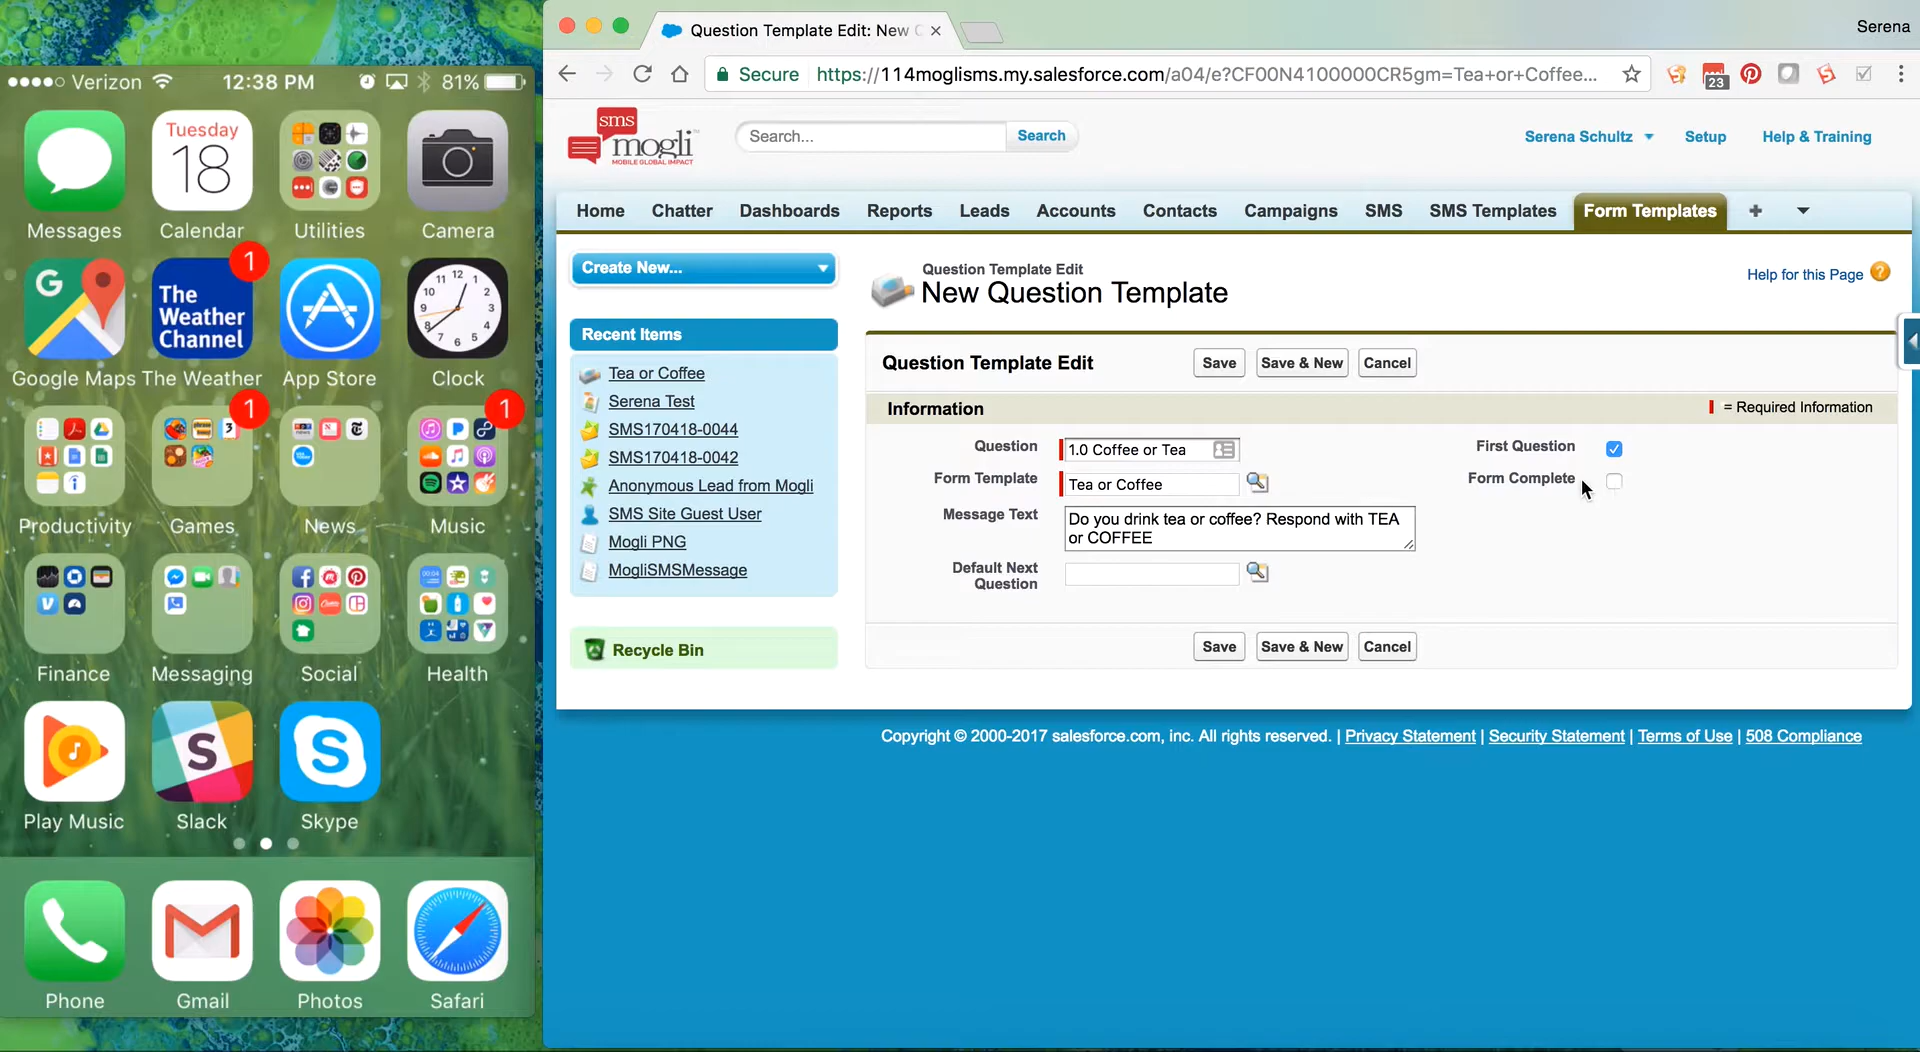 Verizon 12:38 PM 81%
Messages
Tuesday
18
Calendar
Utilities
Camera
G
Google Maps
1
The
Weather
Channel
The Weather
App Store
Clock
Productivity
1
Games
News
1
Music
Finance
Messaging
Social
Health
Play Music
S
Slack
S
Skype
Phone
Gmail
Photos
Safari
Question Template Edit: New
Serena
Secure https://114moglisms.my.salesforce.com/a04/e?CF00N4100000CR5gm=Tea+or+Coffee...
23
sms
mogli
MOBILE GLOBAL IMPACT
Search...
Search
Serena Schultz
Setup
Help & Training
Home
Chatter
Dashboards
Reports
Leads
Accounts
Contacts
Campaigns
SMS
SMS Templates
Form Templates
+
Create New...
Recent Items
Tea or Coffee
Serena Test
SMS170418-0044
SMS170418-0042
Anonymous Lead from Mogli
SMS Site Guest User
Mogli PNG
MogliSMSMessage
Recycle Bin
Question Template Edit
New Question Template
Help for this Page ?
Question Template Edit
Save
Save & New
Cancel
Information
= Required Information
Question
1.0 Coffee or Tea
First Question
Form Template
Tea or Coffee
Form Complete
Message Text
Do you drink tea or coffee? Respond with TEA
or COFFEE
Default Next
Question
Save
Save & New
Cancel
Copyright © 2000-2017 salesforce.com, inc. All rights reserved. | Privacy Statement | Security Statement | Terms of Use | 508 Compliance